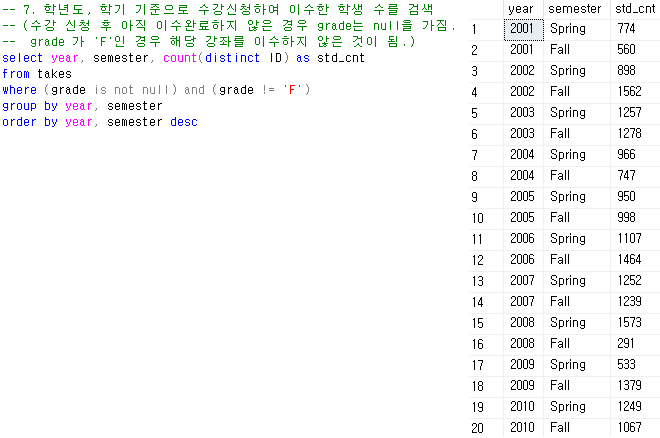 -- 7. 학년도, 학기 기준으로 수강신청하여 이수한 학생 수를 검색
-- (수강 신청 후 아직 이수완료하지 않은 경우 grade는 null을 가짐.
--  grade 가 'F'인 경우 해당 강좌를 이수하지 않은 것이 됨.)
select year, semester, count(distinct ID) as std_cnt
from takes
where (grade is not null) and (grade != 'F')
group by year, semester
order by year, semester desc
year semester std_cnt
1 2001 Spring 774
2 2001 Fall 560
3 2002 Spring 898
4 2002 Fall 1562
5 2003 Spring 1257
6 2003 Fall 1278
7 2004 Spring 966
8 2004 Fall 747
9 2005 Spring 950
10 2005 Fall 998
11 2006 Spring 1107
12 2006 Fall 1464
13 2007 Spring 1252
14 2007 Fall 1239
15 2008 Spring 1573
16 2008 Fall 291
17 2009 Spring 533
18 2009 Fall 1379
19 2010 Spring 1249
20 2010 Fall 1067